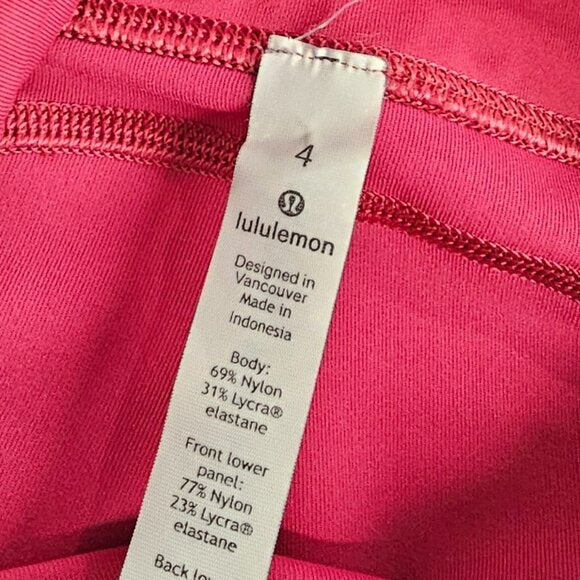 4
lululemon
Designed in
Vancouver
Made in
Indonesia
Body:
69% Nylon
31% Lycra®
elastane
Front lower
panel:
77% Nylon
23% Lycra®
elastane
Back